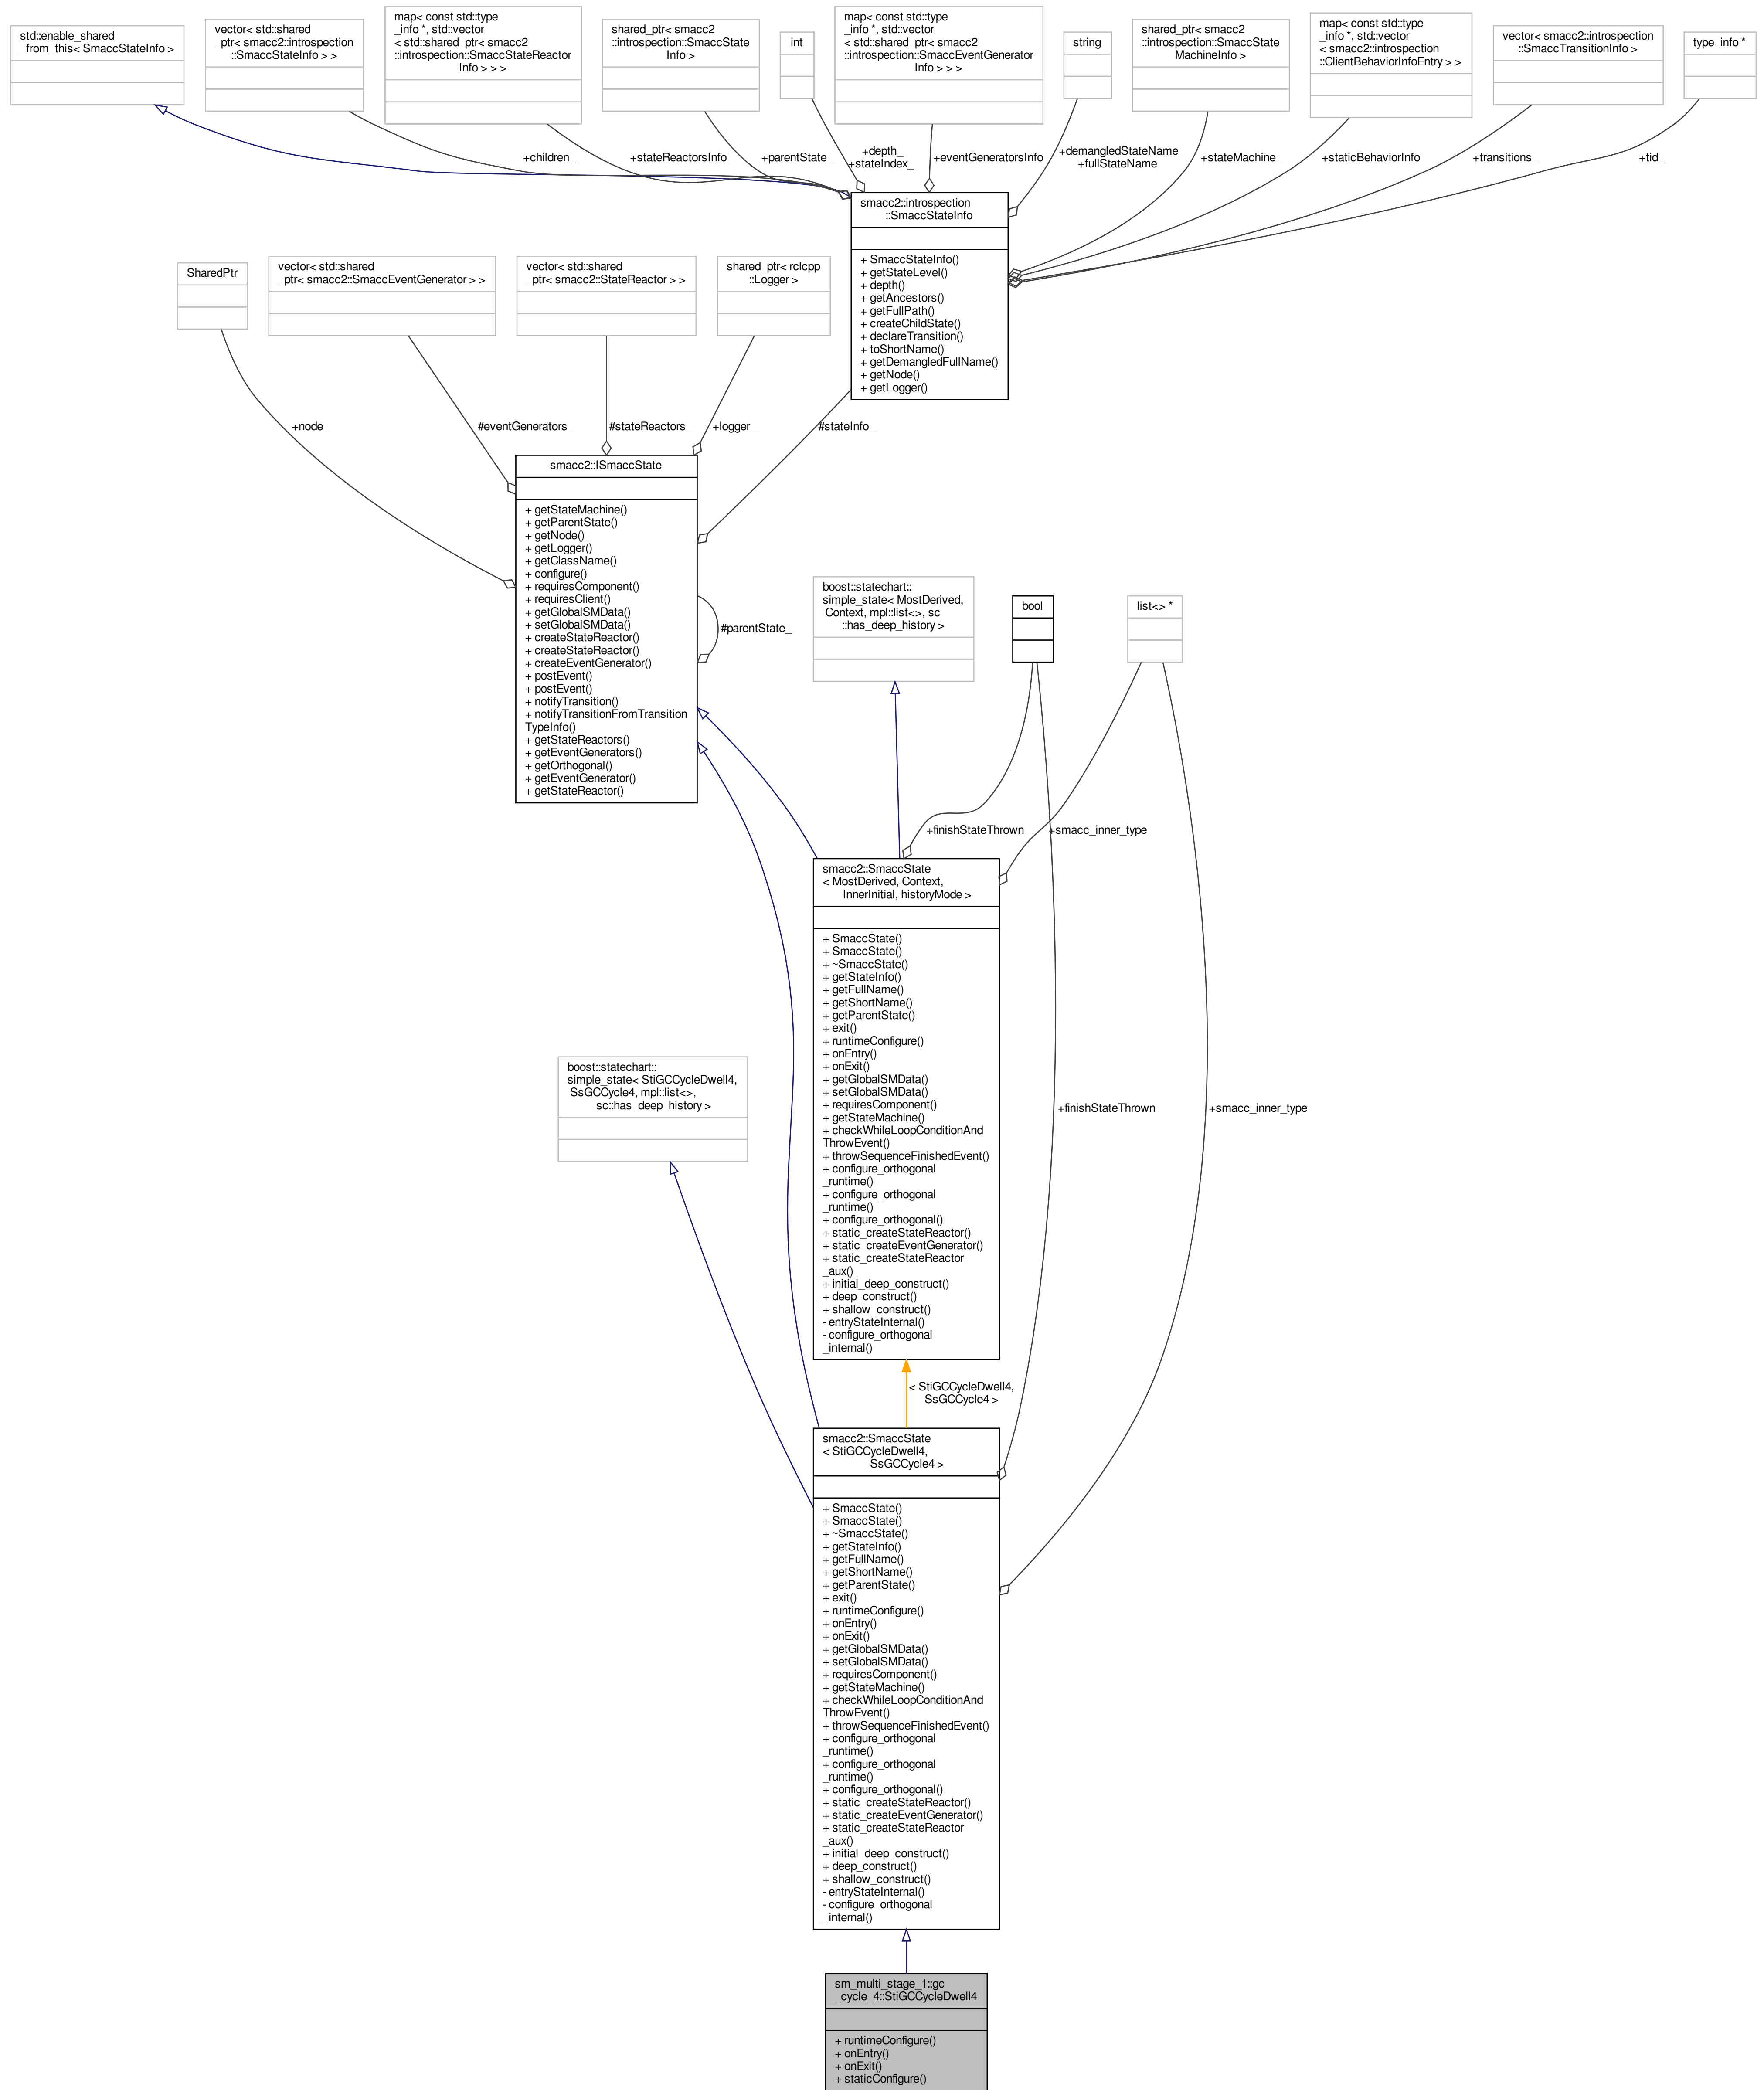 std::enable_shared
_from_this< SmaccStateInfo >
vector< std::shared
_ptr< smacc2::introspection
::SmaccStateInfo > >
map< const std::type
_info *, std::vector
< std::shared_ptr< smacc2
::introspection::SmaccStateReactor
Info > > >
shared_ptr< smacc2
::introspection::SmaccState
Info >
int
map< const std::type
_info *, std::vector
< std::shared_ptr< smacc2
::introspection::SmaccEventGenerator
Info > > >
string
shared_ptr< smacc2
::introspection::SmaccState
MachineInfo >
map< const std::type
_info *, std::vector
< smacc2::introspection
::ClientBehaviorInfoEntry > >
vector< smacc2::introspection
::SmaccTransitionInfo >
type_info *
+children_
+stateReactorsInfo
+parentState_
+depth_
+stateIndex_
+eventGeneratorsInfo
+demangledStateName
+fullStateName
+stateMachine_
+staticBehaviorInfo
+transitions_
+tid_
smacc2::introspection
::SmaccStateInfo
+ SmaccStateInfo()
+ getStateLevel()
+ depth()
+ getAncestors()
+ getFullPath()
+ createChildState()
+ declareTransition()
+ toShortName()
+ getDemangledFullName()
+ getNode()
+ getLogger()
SharedPtr
vector< std::shared
_ptr< smacc2::SmaccEventGenerator > >
vector< std::shared
_ptr< smacc2::StateReactor > >
shared_ptr< rclcpp
::Logger >
+node_
#eventGenerators_
#stateReactors_
+logger_
#stateInfo_
smacc2::ISmaccState
+ getStateMachine()
+ getParentState()
+ getNode()
+ getLogger()
+ getClassName()
+ configure()
+ requiresComponent()
+ requiresClient()
+ getGlobalSMData()
+ setGlobalSMData()
+ createStateReactor()
+ createStateReactor()
+ createEventGenerator()
+ postEvent()
+ postEvent()
+ notifyTransition()
+ notifyTransitionFromTransition
TypeInfo()
+ getStateReactors()
+ getEventGenerators()
+ getOrthogonal()
+ getEventGenerator()
+ getStateReactor()
#parentState_
boost::statechart::
simple_state< MostDerived,
Context, mpl::list<>, sc
::has_deep_history >
bool
list<> *
+finishStateThrown
+smacc_inner_type
smacc2::SmaccState
< MostDerived, Context,
InnerInitial, historyMode >
+ SmaccState()
+ SmaccState()
+ ~SmaccState()
+ getStateInfo()
+ getFullName()
+ getShortName()
+ getParentState()
+ exit()
+ runtimeConfigure()
+ onEntry()
+ onExit()
+ getGlobalSMData()
+ setGlobalSMData()
+ requiresComponent()
+ getStateMachine()
+ checkWhileLoopConditionAnd
ThrowEvent()
+ throwSequenceFinishedEvent()
+ configure_orthogonal
_runtime()
+ configure_orthogonal
_runtime()
+ configure_orthogonal()
+ static_createStateReactor()
+ static_createEventGenerator()
+ static_createStateReactor
_aux()
+ initial_deep_construct()
+ deep_construct()
+ shallow_construct()
- entryStateInternal()
- configure_orthogonal
_internal()
boost::statechart::
simple_state< StiGCCycleDwell4,
SsGCCycle4, mpl::list<>,
sc::has_deep_history >
+finishStateThrown
+smacc_inner_type
< StiGCCycleDwell4,
SsGCCycle4 >
smacc2::SmaccState
< StiGCCycleDwell4,
SsGCCycle4 >
+ SmaccState()
+ SmaccState()
+ ~SmaccState()
+ getStateInfo()
+ getFullName()
+ getShortName()
+ getParentState()
+ exit()
+ runtimeConfigure()
+ onEntry()
+ onExit()
+ getGlobalSMData()
+ setGlobalSMData()
+ requiresComponent()
+ getStateMachine()
+ checkWhileLoopConditionAnd
ThrowEvent()
+ throwSequenceFinishedEvent()
+ configure_orthogonal
_runtime()
+ configure_orthogonal
_runtime()
+ configure_orthogonal()
+ static_createStateReactor()
+ static_createEventGenerator()
+ static_createStateReactor
_aux()
+ initial_deep_construct()
+ deep_construct()
+ shallow_construct()
- entryStateInternal()
- configure_orthogonal
_internal()
sm_multi_stage_1::gc
_cycle_4::StiGCCycleDwell4
+ runtimeConfigure()
+ onEntry()
+ onExit()
+ staticConfigure()